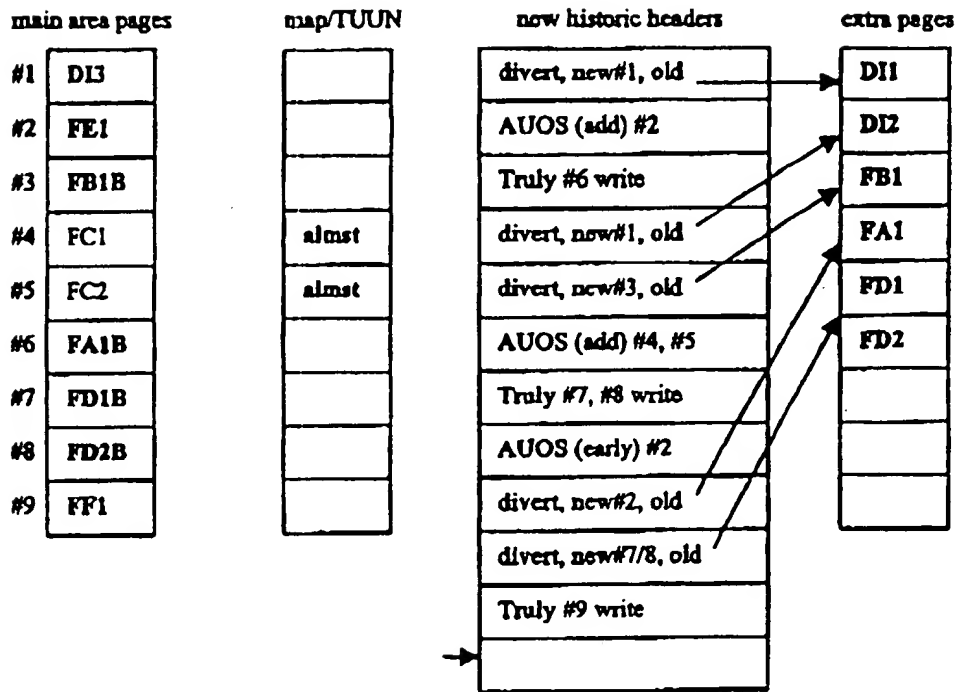 main area pages
map/TUUN
now historic headers
extra pages
#1 DI3
#2 FE1
#3 FB1B
#4 FC1
#5 FC2
#6 FA1B
#7 FD1B
#8 FD2B
#9 FF1
almst
almst
divert, new#1, old
AUOS (add) #2
Truly #6 write
divert, new#1, old
divert, new#3, old
AUOS (add) #4, #5
Truly #7, #8 write
AUOS (early) #2
divert, new#2, old
divert, new#7/8, old
Truly #9 write
DI1
DI2
FB1
FA1
FD1
FD2